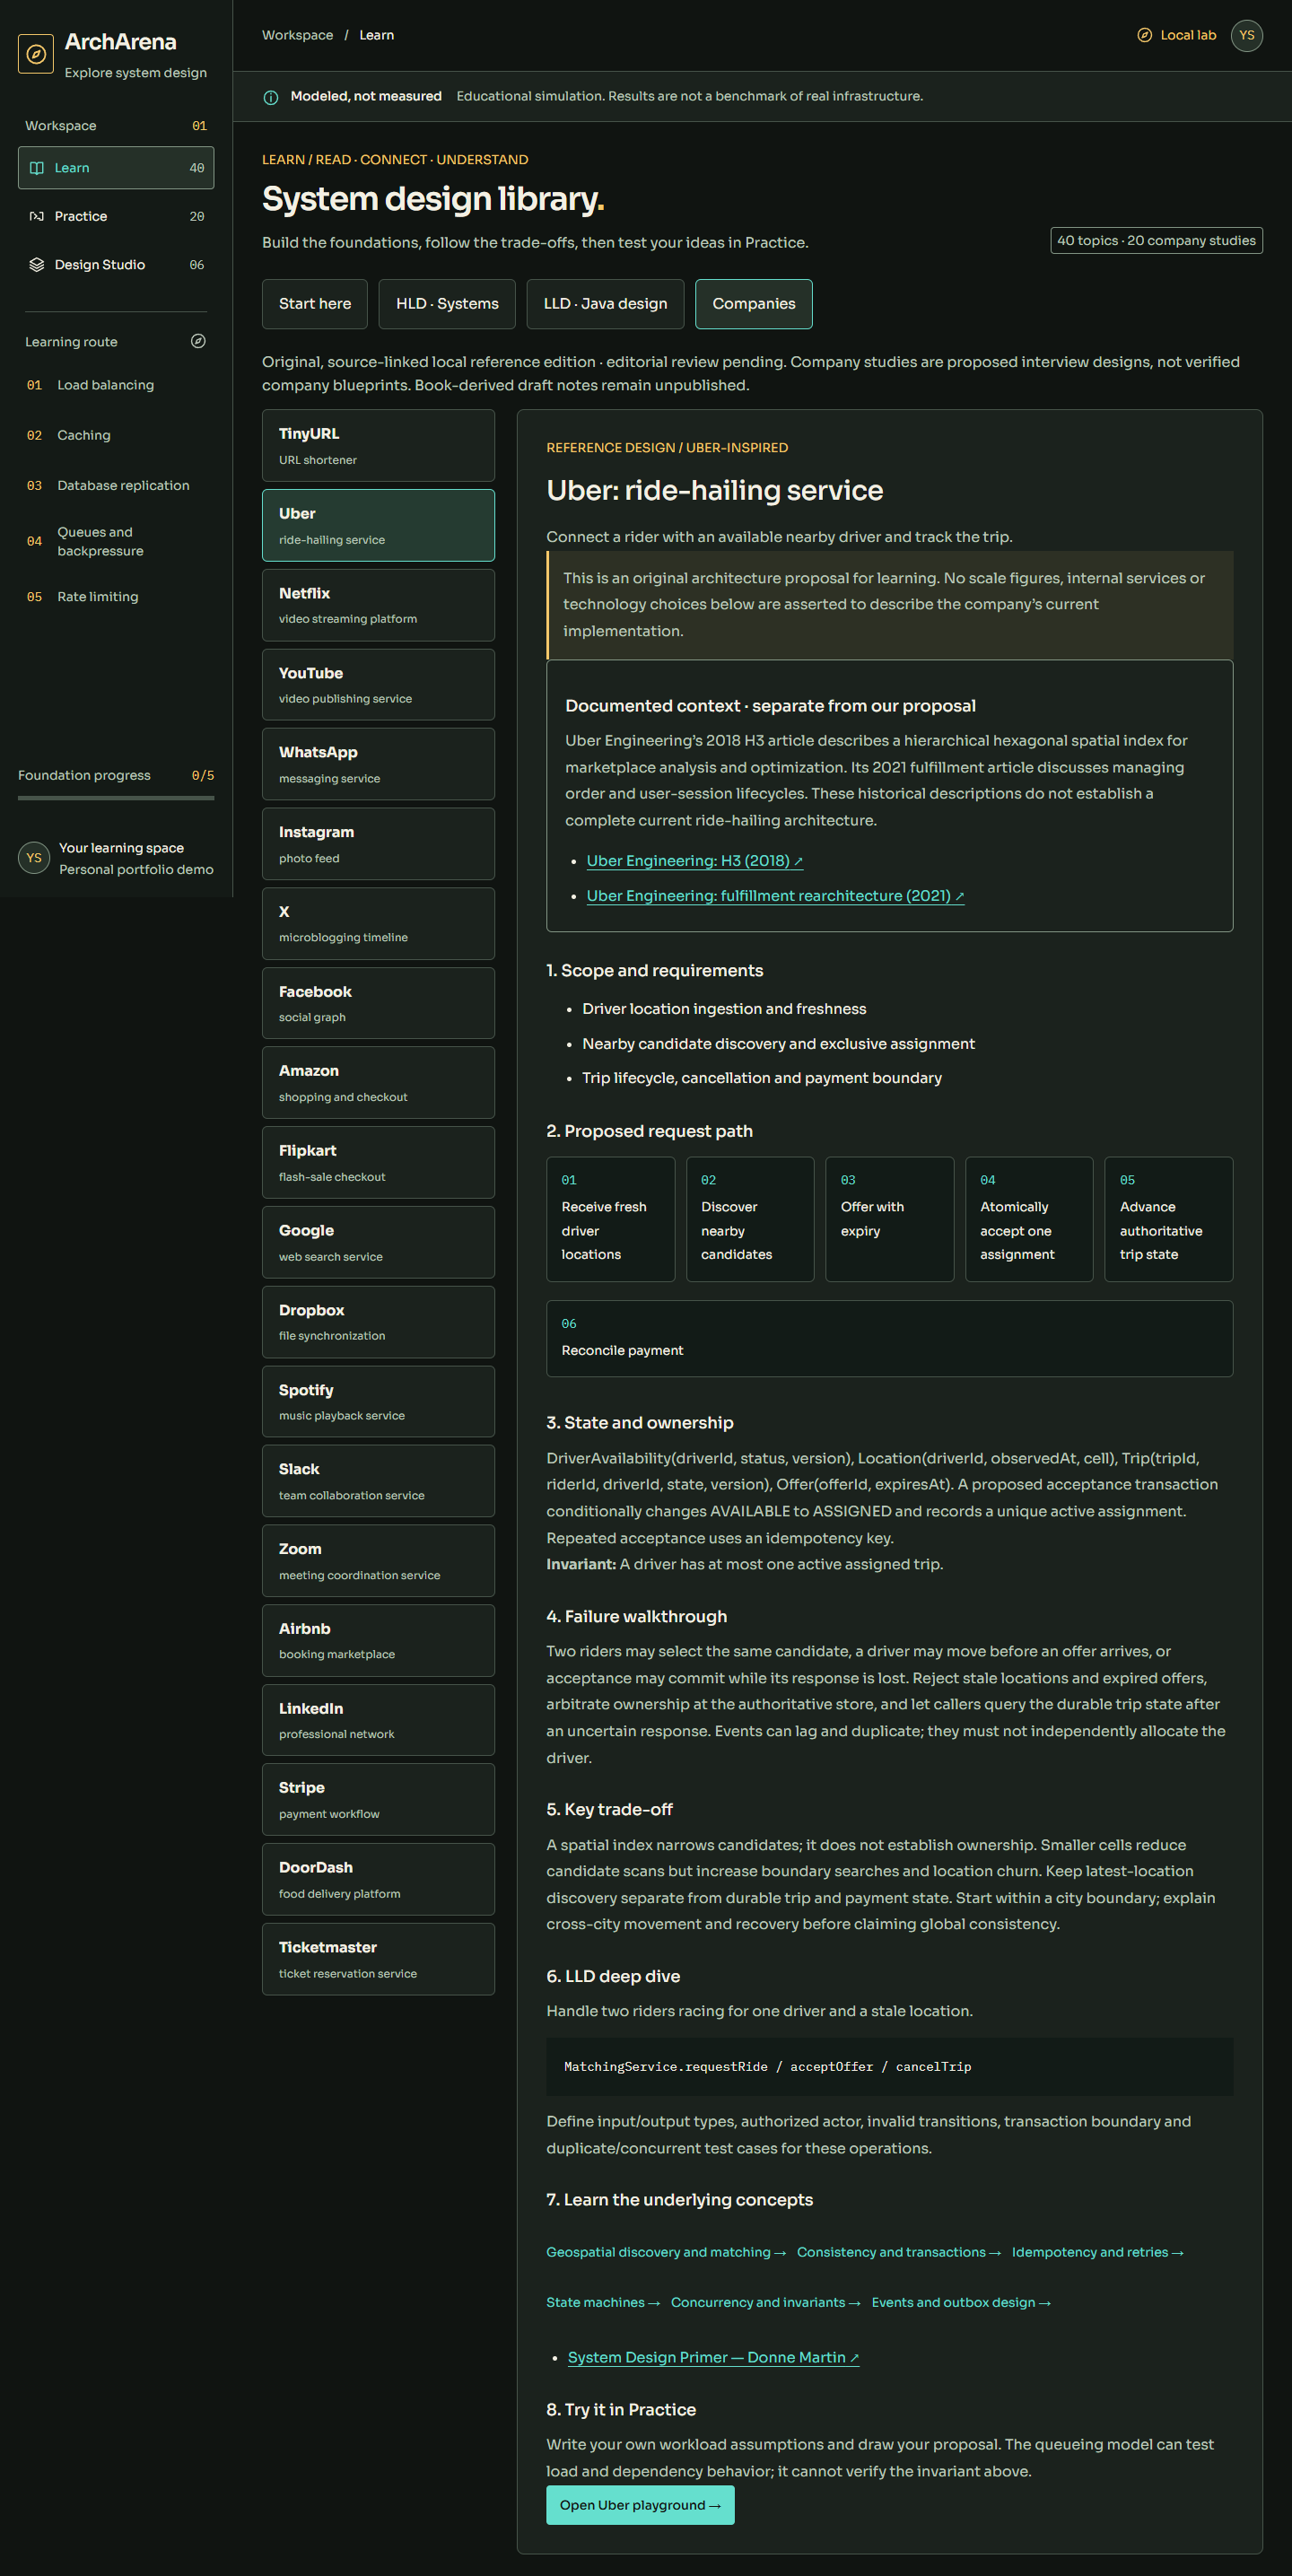 ArchArena
Explore system design
Workspace 01
Learn 40
Practice 20
Design Studio 06
Learning route
01 Load balancing
02 Caching
03 Database replication
04 Queues and
backpressure
05 Rate limiting
Foundation progress 0/5
YS Your learning space
Personal portfolio demo
Workspace / Learn
Local lab YS
Modeled, not measured Educational simulation. Results are not a benchmark of real infrastructure.
LEARN / READ · CONNECT · UNDERSTAND
System design library.
Build the foundations, follow the trade-offs, then test your ideas in Practice.
40 topics · 20 company studies
Start here HLD · Systems LLD · Java design Companies
Original, source-linked local reference edition · editorial review pending. Company studies are proposed interview designs, not verified
company blueprints. Book-derived draft notes remain unpublished.
TinyURL
URL shortener
Uber
ride-hailing service
Netflix
video streaming platform
YouTube
video publishing service
WhatsApp
messaging service
Instagram
photo feed
X
microblogging timeline
Facebook
social graph
Amazon
shopping and checkout
Flipkart
flash-sale checkout
Google
web search service
Dropbox
file synchronization
Spotify
music playback service
Slack
team collaboration service
Zoom
meeting coordination service
Airbnb
booking marketplace
LinkedIn
professional network
Stripe
payment workflow
DoorDash
food delivery platform
Ticketmaster
ticket reservation service
REFERENCE DESIGN / UBER-INSPIRED
Uber: ride-hailing service
Connect a rider with an available nearby driver and track the trip.
This is an original architecture proposal for learning. No scale figures, internal services or
technology choices below are asserted to describe the company's current
implementation.
Documented context · separate from our proposal
Uber Engineering's 2018 H3 article describes a hierarchical hexagonal spatial index for
marketplace analysis and optimization. Its 2021 fulfillment article discusses managing
order and user-session lifecycles. These historical descriptions do not establish a
complete current ride-hailing architecture.
• Uber Engineering: H3 (2018) ↗
• Uber Engineering: fulfillment rearchitecture (2021) ↗
1. Scope and requirements
• Driver location ingestion and freshness
• Nearby candidate discovery and exclusive assignment
• Trip lifecycle, cancellation and payment boundary
2. Proposed request path
01
Receive fresh
driver
locations
02
Discover
nearby
candidates
03
Offer with
expiry
04
Atomically
accept one
assignment
05
Advance
authoritative
trip state
06
Reconcile payment
3. State and ownership
DriverAvailability(driverId, status, version), Location(driverId, observedAt, cell), Trip(tripId,
riderId, driverId, state, version), Offer(offerId, expiresAt). A proposed acceptance transaction
conditionally changes AVAILABLE to ASSIGNED and records a unique active assignment.
Repeated acceptance uses an idempotency key.
Invariant: A driver has at most one active assigned trip.
4. Failure walkthrough
Two riders may select the same candidate, a driver may move before an offer arrives, or
acceptance may commit while its response is lost. Reject stale locations and expired offers,
arbitrate ownership at the authoritative store, and let callers query the durable trip state after
an uncertain response. Events can lag and duplicate; they must not independently allocate the
driver.
5. Key trade-off
A spatial index narrows candidates; it does not establish ownership. Smaller cells reduce
candidate scans but increase boundary searches and location churn. Keep latest-location
discovery separate from durable trip and payment state. Start within a city boundary; explain
cross-city movement and recovery before claiming global consistency.
6. LLD deep dive
Handle two riders racing for one driver and a stale location.
MatchingService.requestRide / acceptOffer / cancelTrip
Define input/output types, authorized actor, invalid transitions, transaction boundary and
duplicate/concurrent test cases for these operations.
7. Learn the underlying concepts
Geospatial discovery and matching → Consistency and transactions → Idempotency and retries →
State machines → Concurrency and invariants → Events and outbox design →
• System Design Primer — Donne Martin ↗
8. Try it in Practice
Write your own workload assumptions and draw your proposal. The queueing model can test
load and dependency behavior; it cannot verify the invariant above.
Open Uber playground →